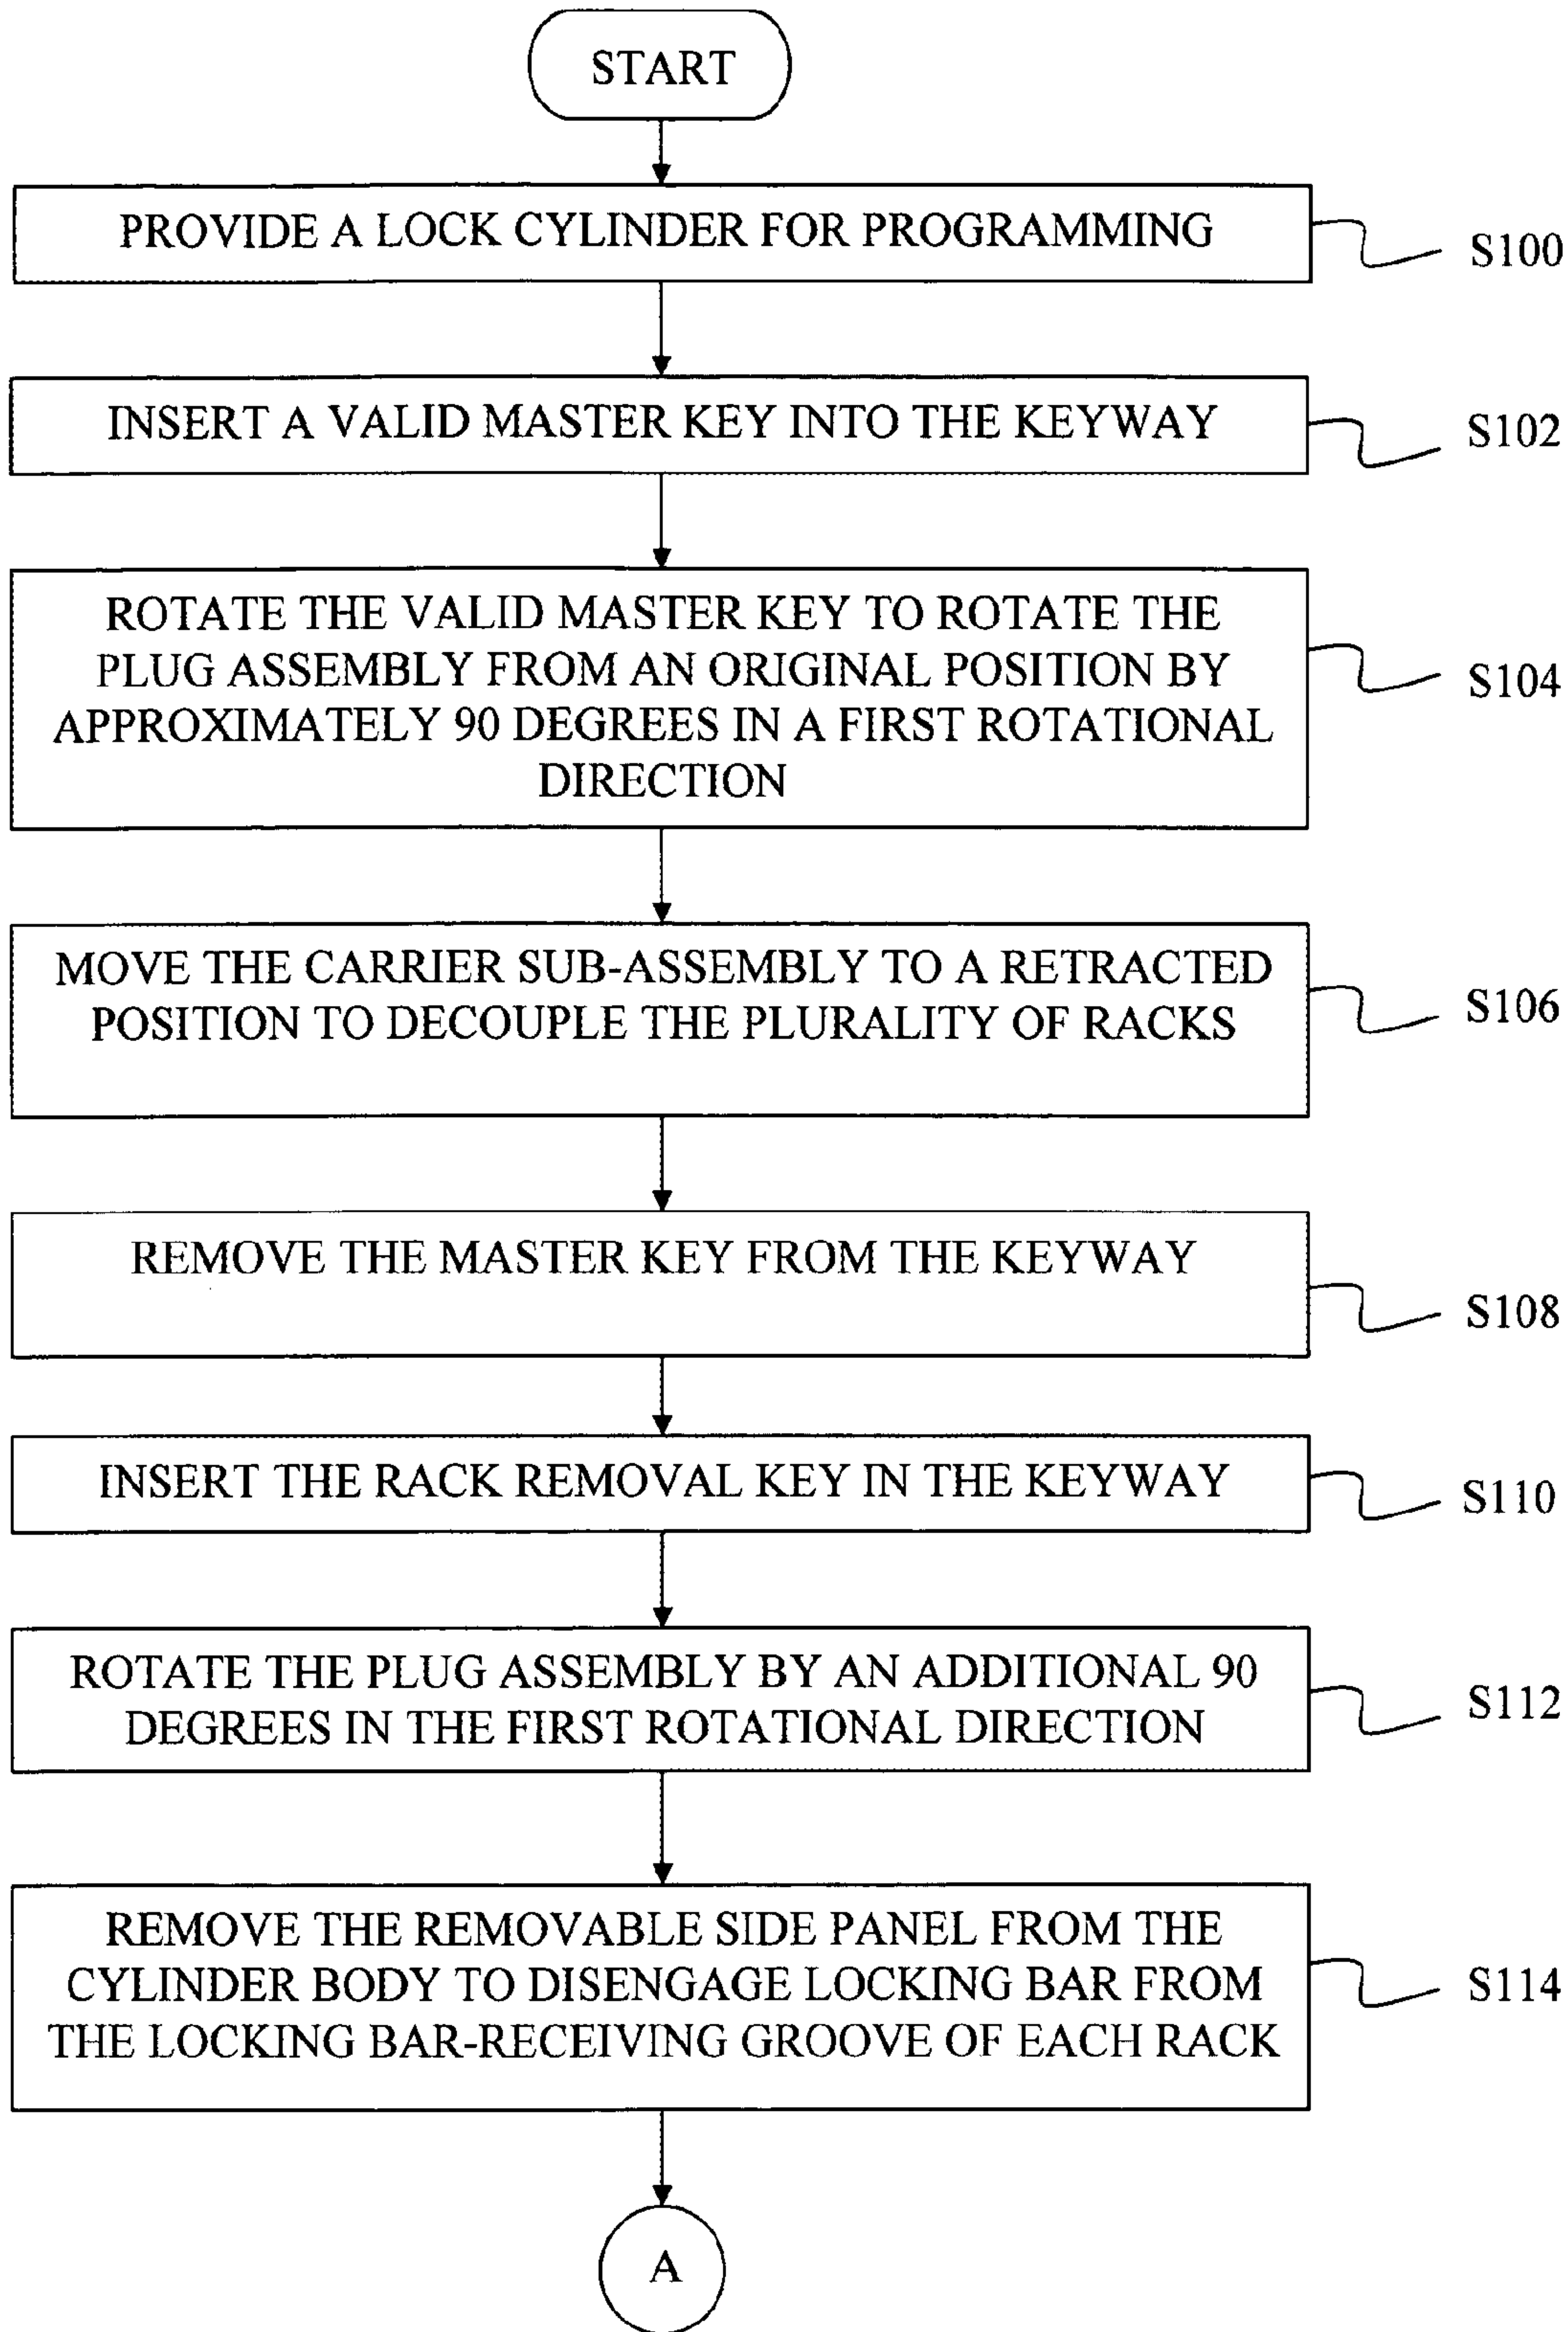 START
PROVIDE A LOCK CYLINDER FOR PROGRAMMING
S100
INSERT A VALID MASTER KEY INTO THE KEYWAY
S102
ROTATE THE VALID MASTER KEY TO ROTATE THE
PLUG ASSEMBLY FROM AN ORIGINAL POSITION BY
APPROXIMATELY 90 DEGREES IN A FIRST ROTATIONAL
DIRECTION
S104
MOVE THE CARRIER SUB-ASSEMBLY TO A RETRACTED
POSITION TO DECOUPLE THE PLURALITY OF RACKS
S106
REMOVE THE MASTER KEY FROM THE KEYWAY
S108
INSERT THE RACK REMOVAL KEY IN THE KEYWAY
S110
ROTATE THE PLUG ASSEMBLY BY AN ADDITIONAL 90
DEGREES IN THE FIRST ROTATIONAL DIRECTION
S112
REMOVE THE REMOVABLE SIDE PANEL FROM THE
CYLINDER BODY TO DISENGAGE LOCKING BAR FROM
THE LOCKING BAR-RECEIVING GROOVE OF EACH RACK
S114
A